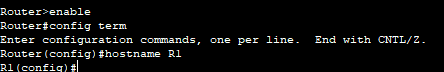 Router>enable
Router#config term
Enter configuration commands, one per line.  End with CNTL/Z.
Router(config)#hostname R1
R1(config)#